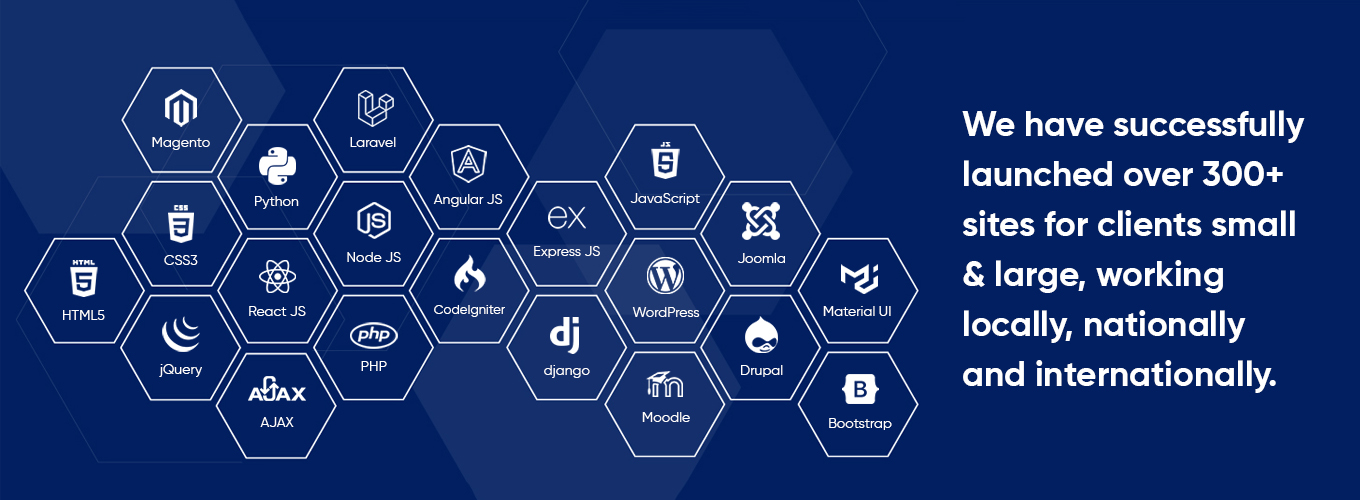 Magento
Laravel
Python
Angular JS
JS
JavaScript
CSS
CSS3
JS
Node JS
ex
Express JS
Joomla
HTML
5
HTML5
React JS
CodeIgniter
WordPress
Material UI
jQuery
php
PHP
dj
django
Drupal
AJAX
AJAX
m
Moodle
B
Bootstrap
We have successfully
launched over 300+
sites for clients small
& large, working
locally, nationally
and internationally.